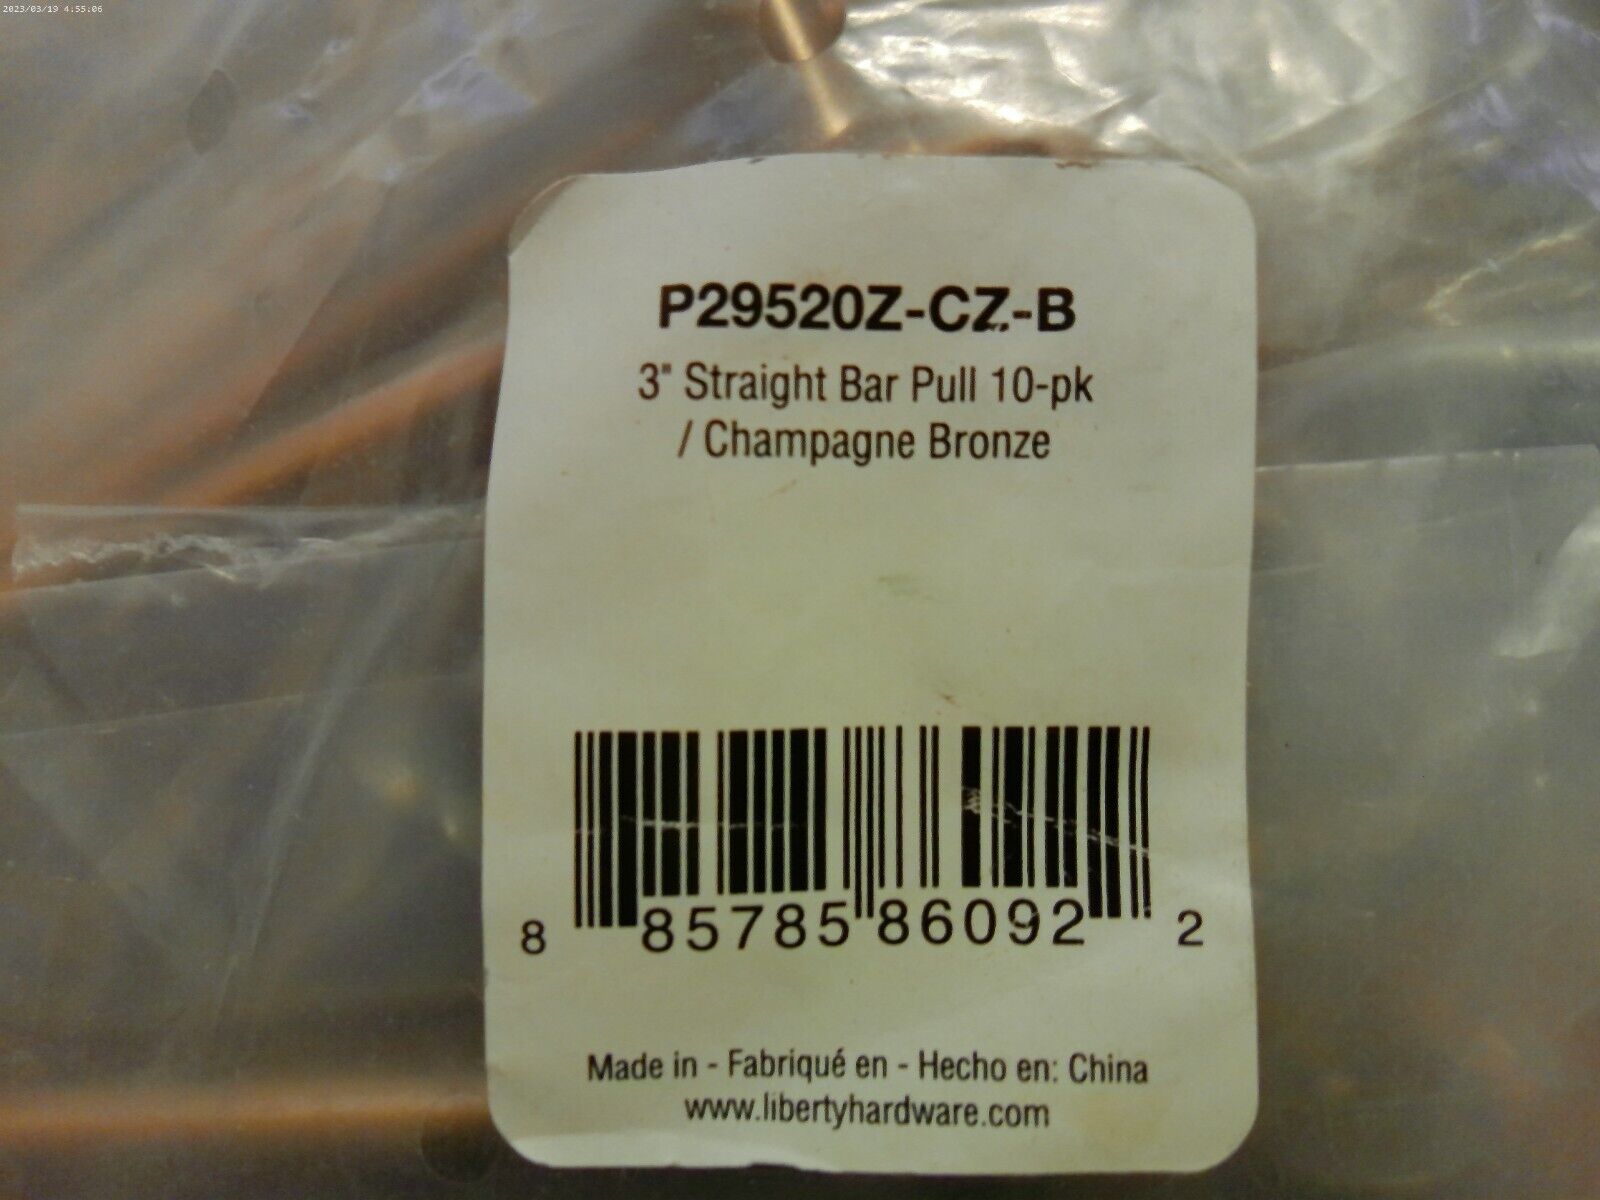 2023/03/19 4:55:06
P29520Z-CZ-B
3" Straight Bar Pull 10-pk
/ Champagne Bronze
8 85785 86092 2
Made in - Fabriqué en - Hecho en: China
www.libertyhardware.com